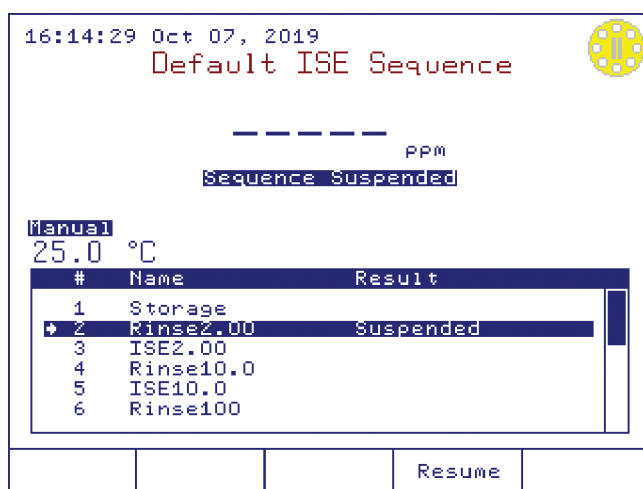 16:14:29 Oct 07, 2019
Default ISE Sequence
----- ppm
Sequence Suspended
Manual
25.0 °C
# Name Result
1 Storage
2 Rinse2.00 Suspended
3 ISE2.00
4 Rinse10.0
5 ISE10.0
6 Rinse100
Resume